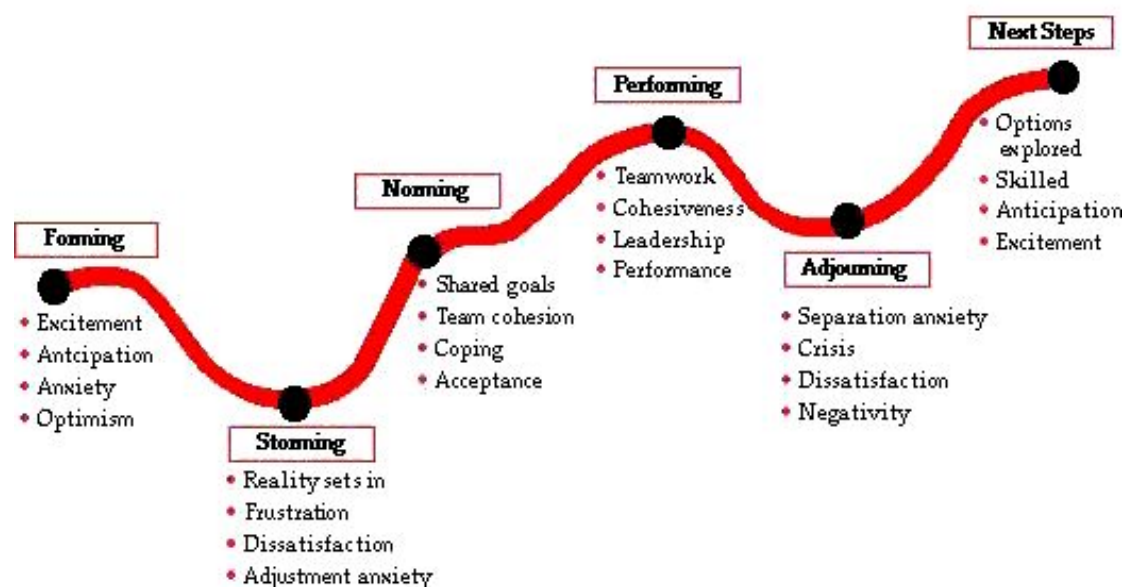 Forming
• Excitement
• Antcipation
• Anxiety
• Optimism
Storming
• Reality sets in
• Frustration
• Dissatisfaction
• Adjustment anxiety
Norming
• Shared goals
• Team cohesion
• Coping
• Acceptance
Performing
• Teamwork
• Cohesiveness
• Leadership
• Performance
Adjourning
• Separation anxiety
• Crisis
• Dissatisfaction
• Negativity
Next Steps
• Options
explored
• Skilled
• Anticipation
• Excitement